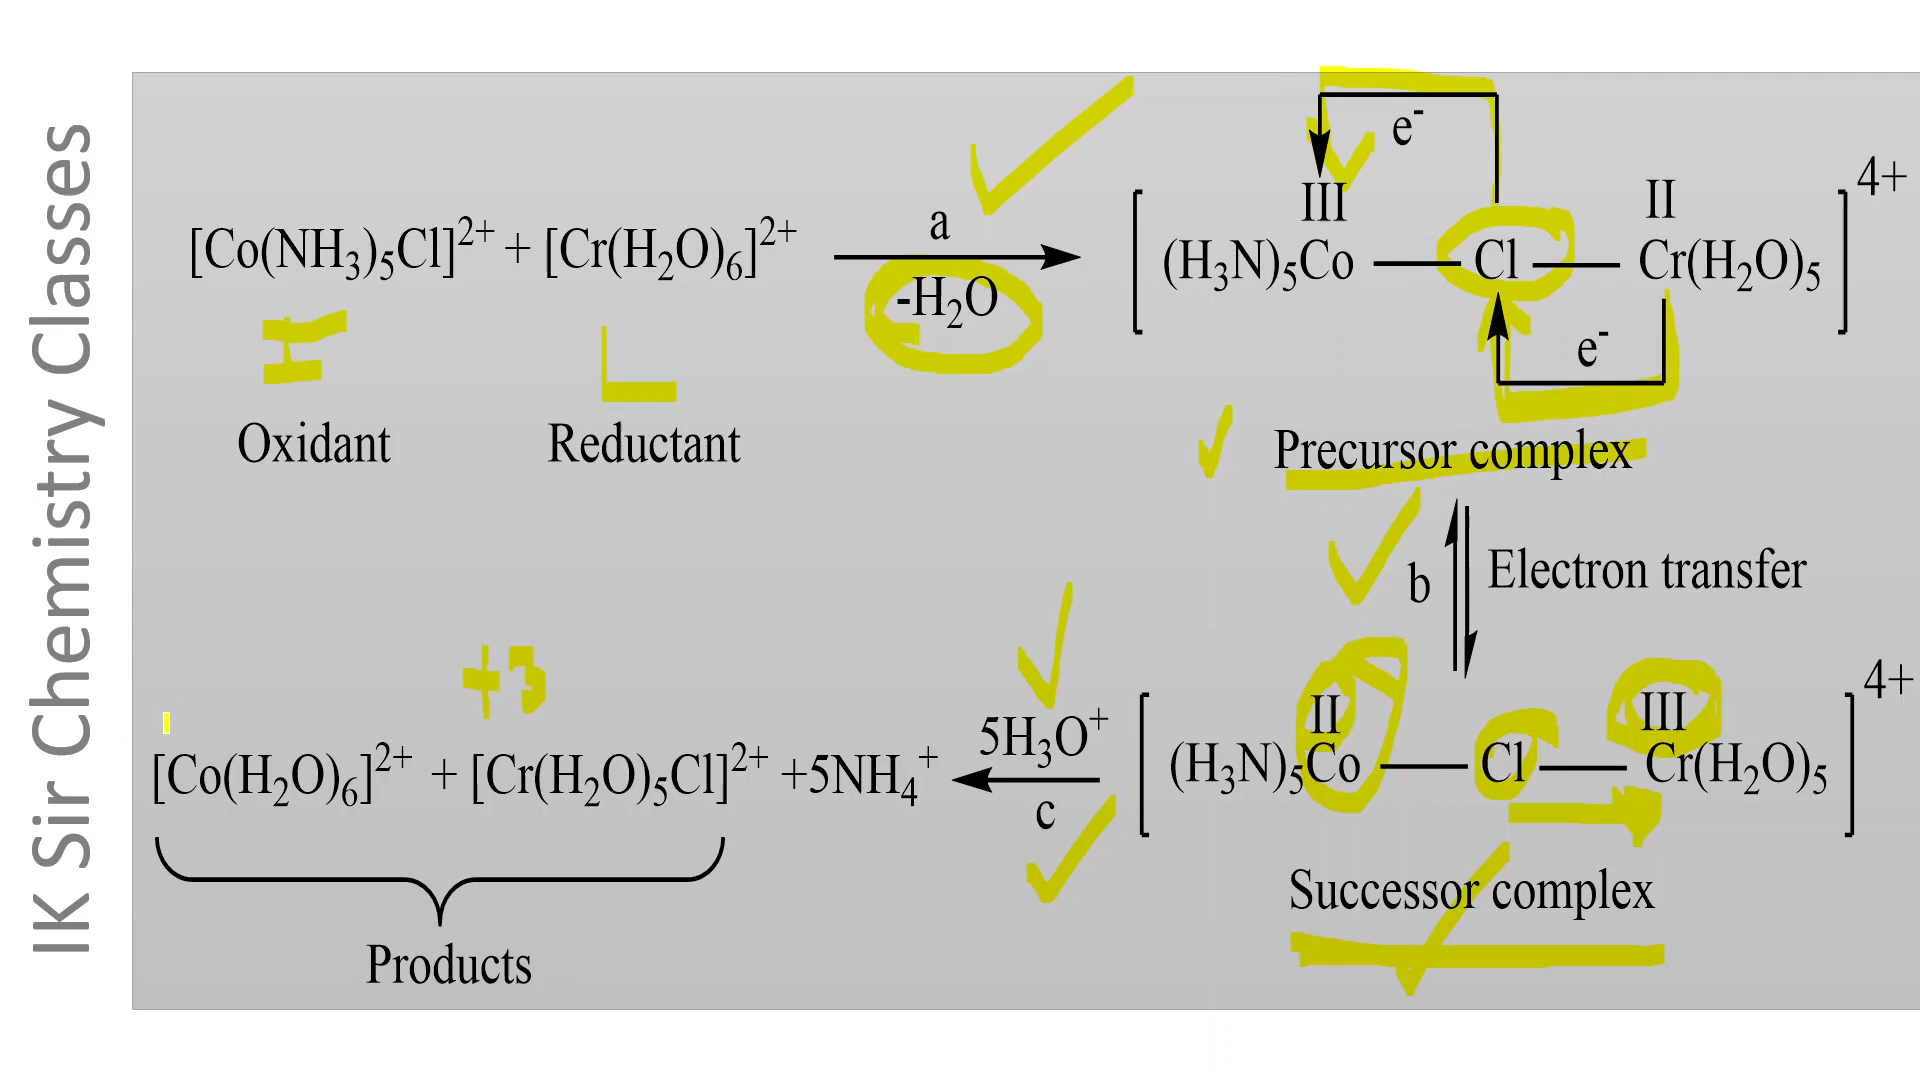 IK Sir Chemistry Classes
[Co(NH₃)₅Cl]²⁺ + [Cr(H₂O)₆]²⁺
Oxidant
Reductant
a
-H₂O
e⁻
III
II
[(H₃N)₅Co — Cl — Cr(H₂O)₅]⁴⁺
e⁻
Precursor complex
b
Electron transfer
II
III
[(H₃N)₅Co — Cl — Cr(H₂O)₅]⁴⁺
Successor complex
5H₃O⁺
c
+3
[Co(H₂O)₆]²⁺ + [Cr(H₂O)₅Cl]²⁺ +5NH₄⁺
Products